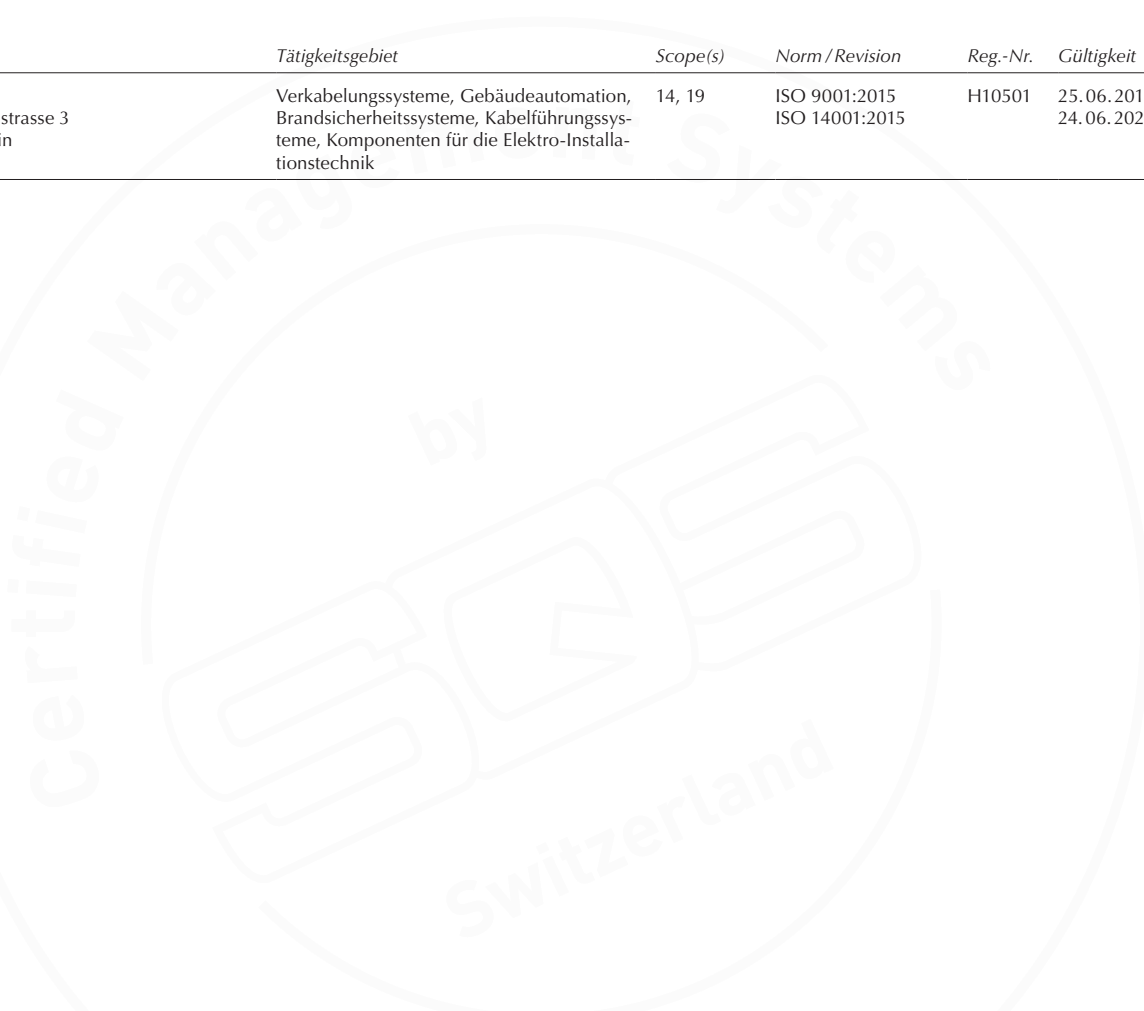 Tätigkeitsgebiet Scope(s) Norm / Revision Reg.-Nr. Gültigkeit
Verkabelungssysteme, Gebäudeautomation, 14, 19 ISO 9001:2015 H10501 25. 06. 201
strasse 3 Brandsicherheitssysteme, Kabelführungssys- ISO 14001:2015 24. 06. 202
in teme, Komponenten für die Elektro-Installa-
tionstechnik
Certified Management Systems
by
SQS
Switzerland